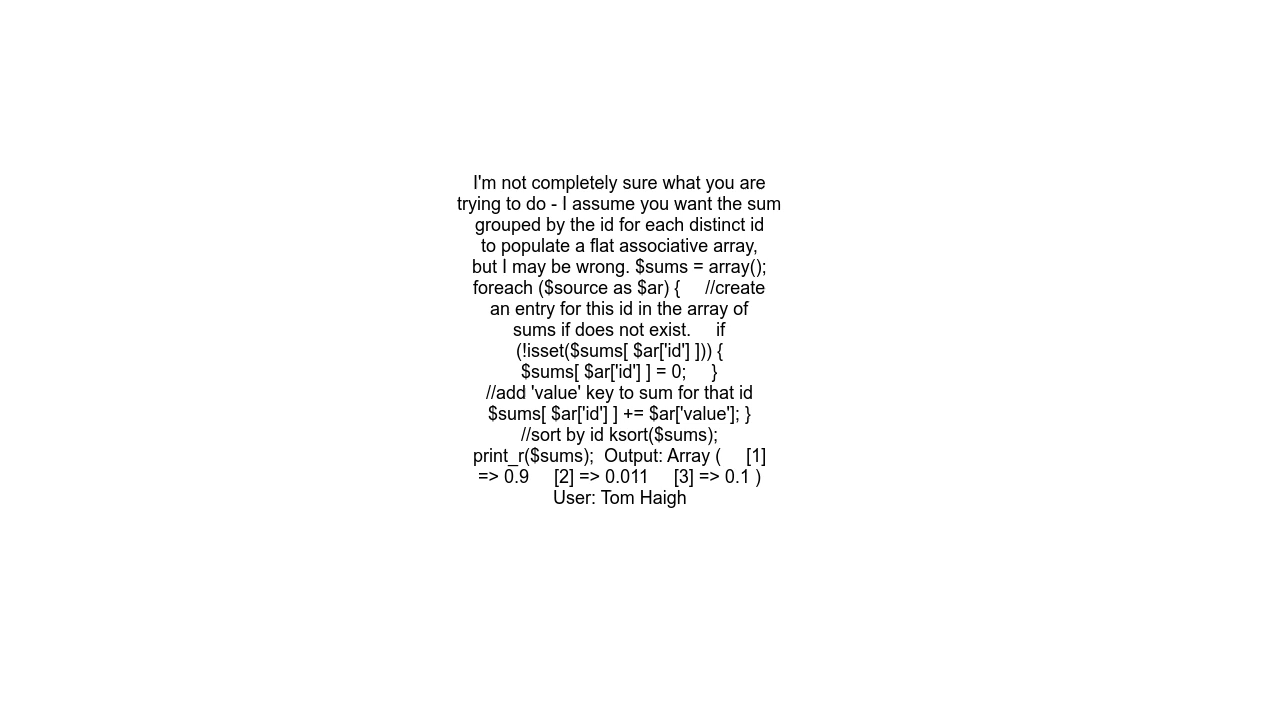 I'm not completely sure what you are
trying to do - I assume you want the sum
grouped by the id for each distinct id
to populate a flat associative array,
but I may be wrong. $sums = array();
foreach ($source as $ar) {     //create
an entry for this id in the array of
sums if does not exist.     if
(!isset($sums[ $ar['id'] ])) {
$sums[ $ar['id'] ] = 0;     }
//add 'value' key to sum for that id
$sums[ $ar['id'] ] += $ar['value']; }
//sort by id ksort($sums);
print_r($sums);  Output: Array (     [1]
=> 0.9     [2] => 0.011     [3] => 0.1 )
User: Tom Haigh